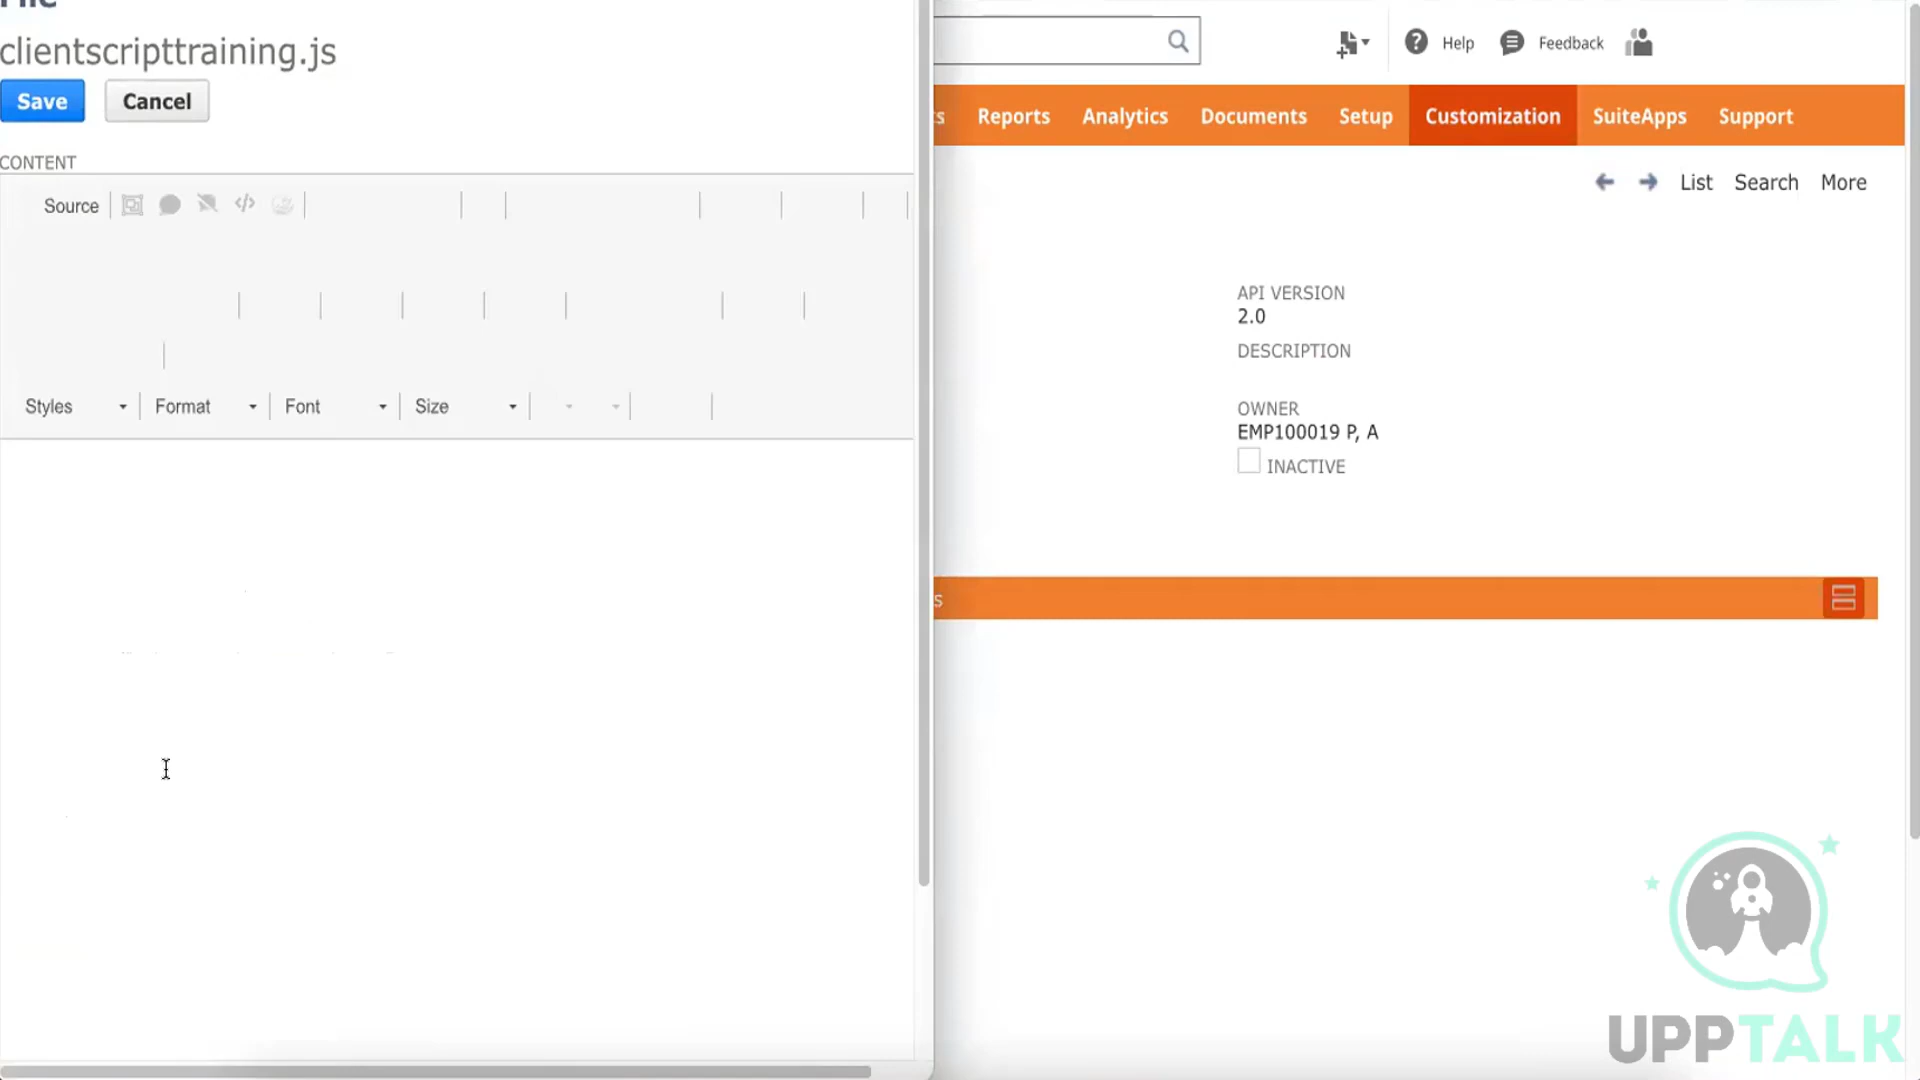 clientscripttraining.js
Save Cancel
CONTENT
Source
Styles Format Font Size
Help Feedback
Reports Analytics Documents Setup Customization SuiteApps Support
List Search More
API VERSION
2.0
DESCRIPTION
OWNER
EMP100019 P, A
INACTIVE
UPPTALK